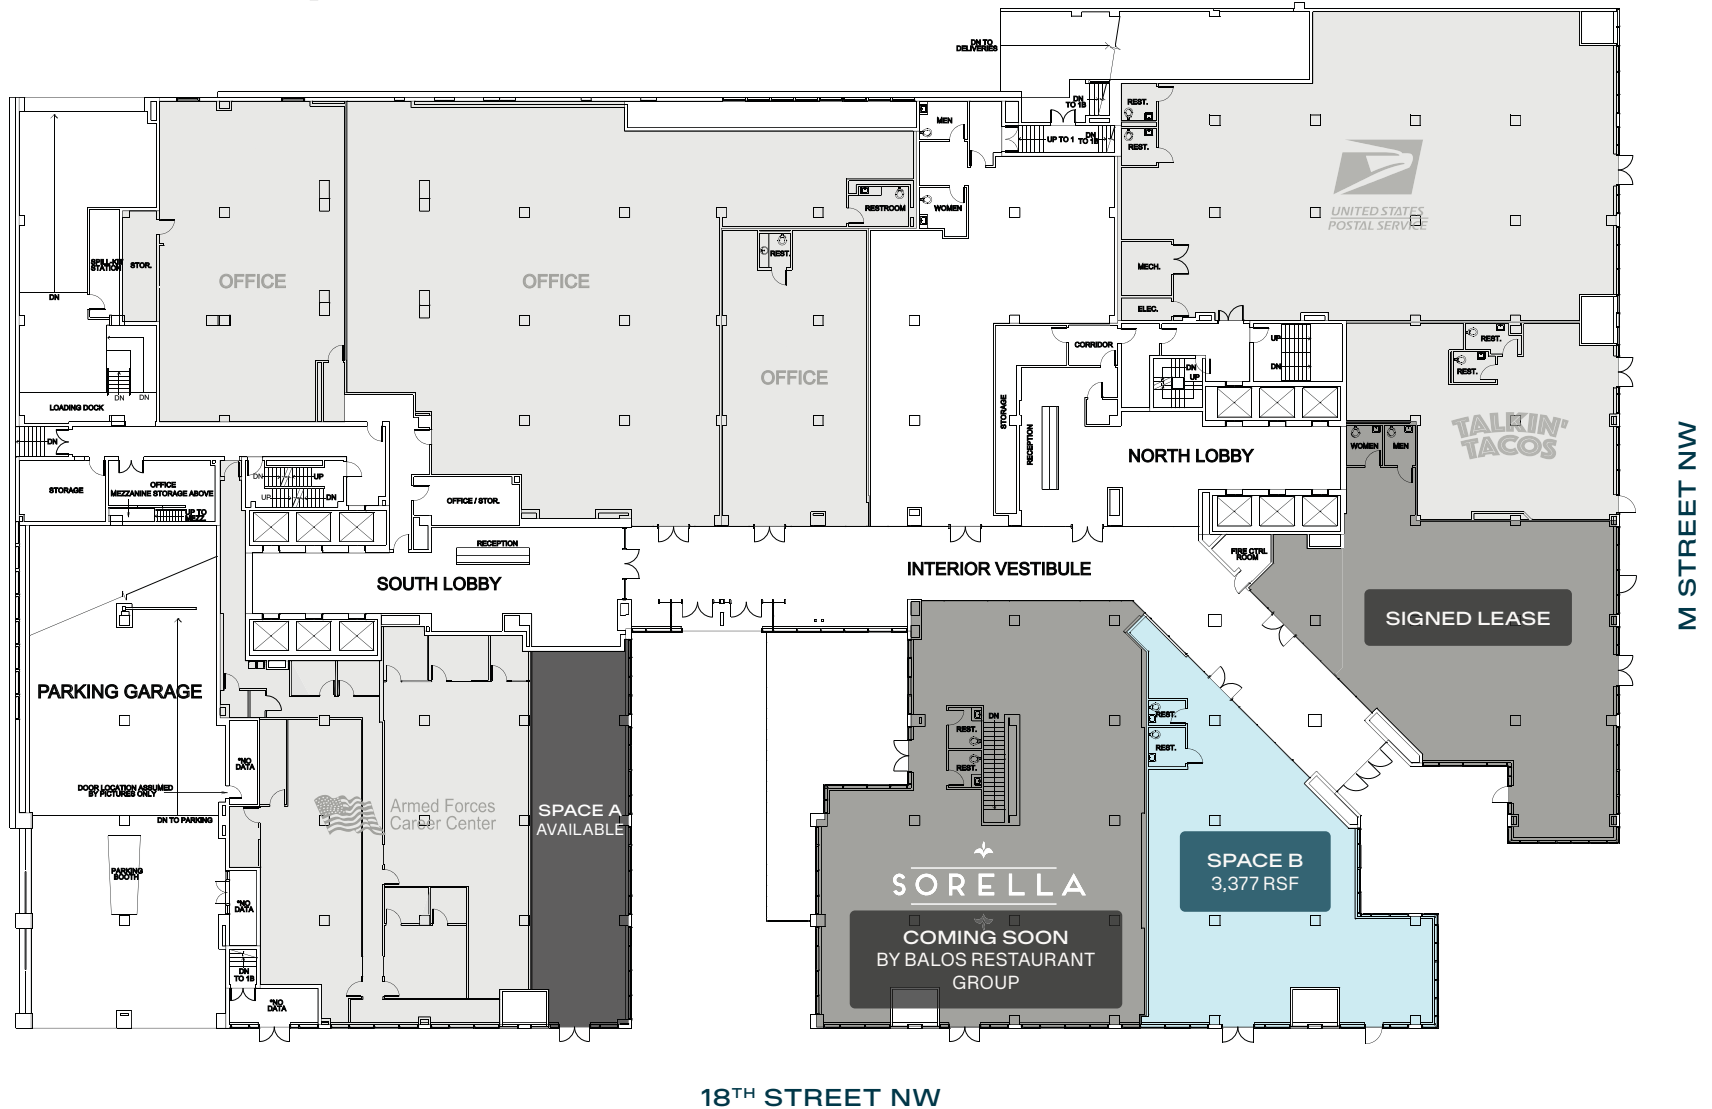 DN TO
DELIVERIES
DN
TO 1B
REST.
MEN
UP TO 1
DN
TO 1B
REST.
UNITED STATES
POSTAL SERVICE
RESTROOM
WOMEN
SPILL-KIT
STATION
STOR.
OFFICE
OFFICE
REST.
MECH.
DN
ELEC.
CORRIDOR
UP
DN
REST.
REST.
DN
UP
OFFICE
DN
DN
LOADING DOCK
STORAGE
RECEPTION
TALKIN'
TACOS
NORTH LOBBY
WOMEN
MEN
M STREET NW
DN
STORAGE
OFFICE
MEZZANINE STORAGE ABOVE
UP TO
MEZZ.
DN
UP
UP
DN
OFFICE / STOR.
RECEPTION
SOUTH LOBBY
INTERIOR VESTIBULE
FIRE CTRL
ROOM
SIGNED LEASE
PARKING GARAGE
*NO
DATA
DOOR LOCATION ASSUMED
BY PICTURES ONLY
DN TO PARKING
Armed Forces
Career Center
SPACE A
AVAILABLE
REST.
DN
REST.
REST.
REST.
SORELLA
COMING SOON
BY BALOS RESTAURANT
GROUP
SPACE B
3,377 RSF
PARKING
BOOTH
*NO
DATA
DN
TO 1B
*NO
DATA
18TH STREET NW